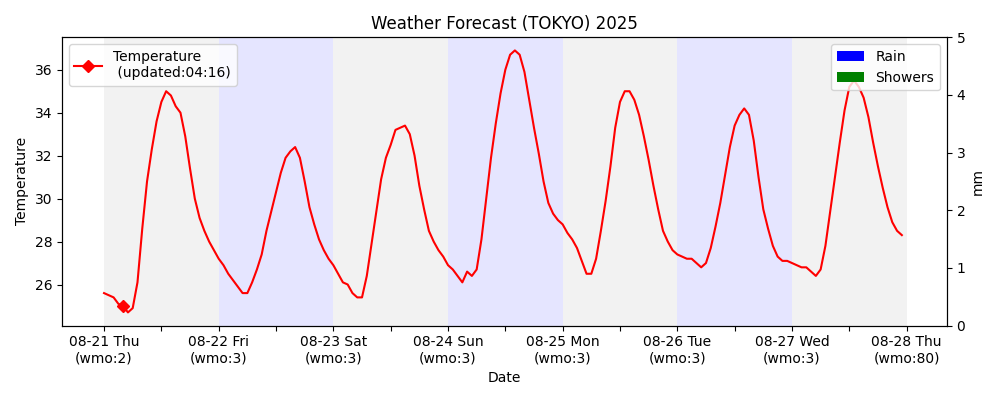 Weather Forecast (TOKYO) 2025
Temperature
(updated:04:16)
Rain
Showers
Temperature
36
34
32
30
28
26
5
4
3
2
1
0
mm
08-21 Thu
(wmo:2)
08-22 Fri
(wmo:3)
08-23 Sat
(wmo:3)
08-24 Sun
(wmo:3)
08-25 Mon
(wmo:3)
08-26 Tue
(wmo:3)
08-27 Wed
(wmo:3)
08-28 Thu
(wmo:80)
Date